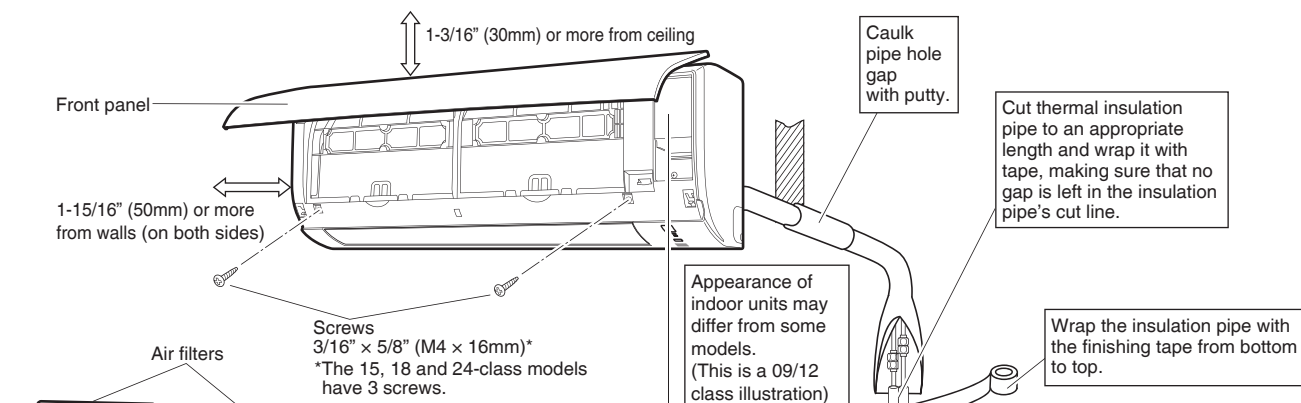 1-3/16” (30mm) or more from ceiling
Front panel
1-15/16” (50mm) or more
from walls (on both sides)
Caulk
pipe hole
gap
with putty.
Cut thermal insulation
pipe to an appropriate
length and wrap it with
tape, making sure that no
gap is left in the insulation
pipe’s cut line.
Appearance of
indoor units may
differ from some
models.
(This is a 09/12
class illustration)
Screws
3/16” × 5/8” (M4 × 16mm)*
*The 15, 18 and 24-class models
have 3 screws.
Air filters
Wrap the insulation pipe with
the finishing tape from bottom
to top.